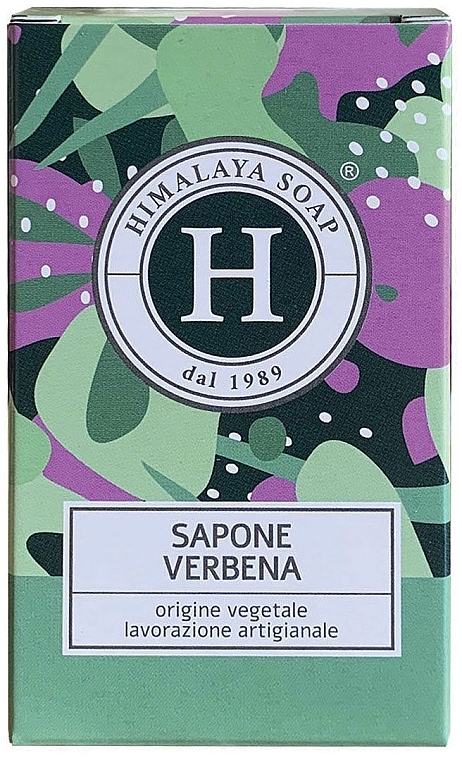 HIMALAYA SOAP
®
H
dal 1989
SAPONE
VERBENA
origine vegetale
lavorazione artigianale